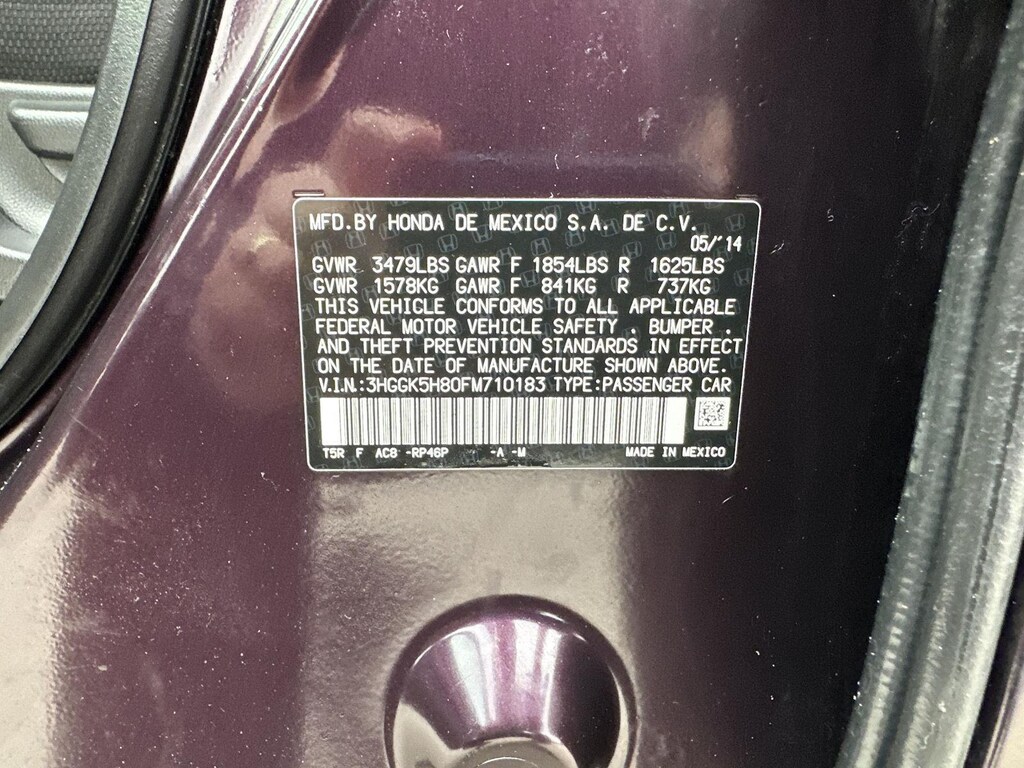 MFD.BY HONDA DE MEXICO S.A. DE C.V.
05/'14
GVWR 3479LBS GAWR F 1854LBS R 1625LBS
GVWR 1578KG GAWR F 841KG R 737KG
THIS VEHICLE CONFORMS TO ALL APPLICABLE
FEDERAL MOTOR VEHICLE SAFETY . BUMPER .
AND THEFT PREVENTION STANDARDS IN EFFECT
ON THE DATE OF MANUFACTURE SHOWN ABOVE.
V.I.N.:3HGGK5H80FM710183 TYPE:PASSENGER CAR
T5R F AC8 -RP46P -A -M MADE IN MEXICO